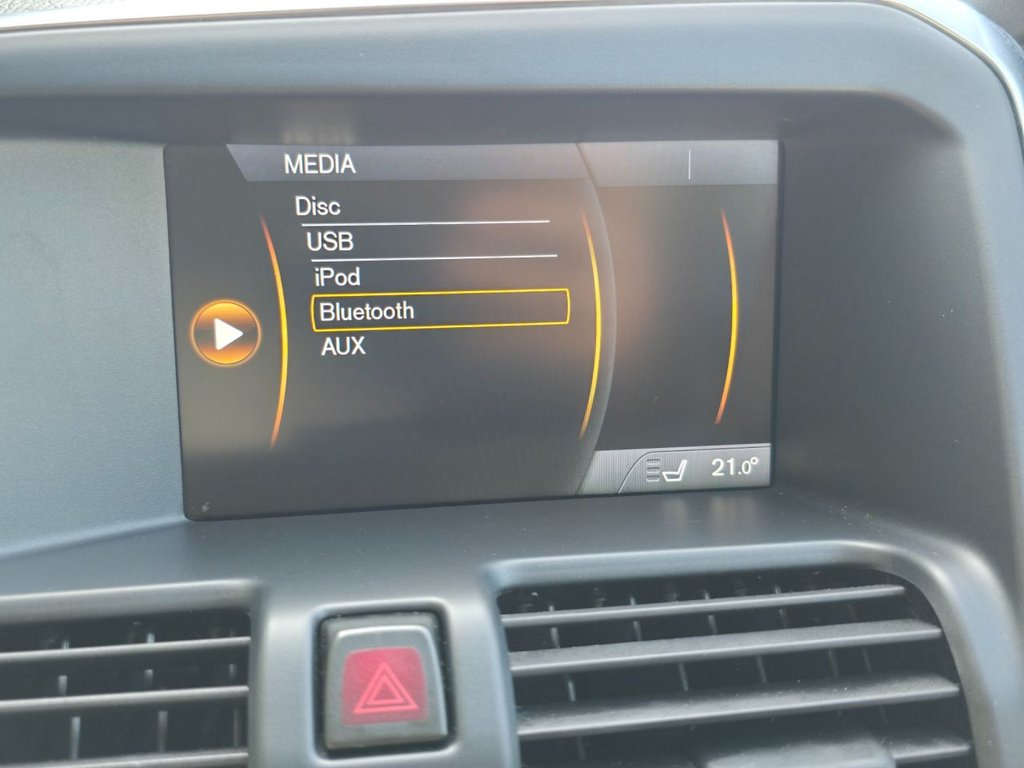 MEDIA
Disc
USB
iPod
Bluetooth
AUX
21.0°